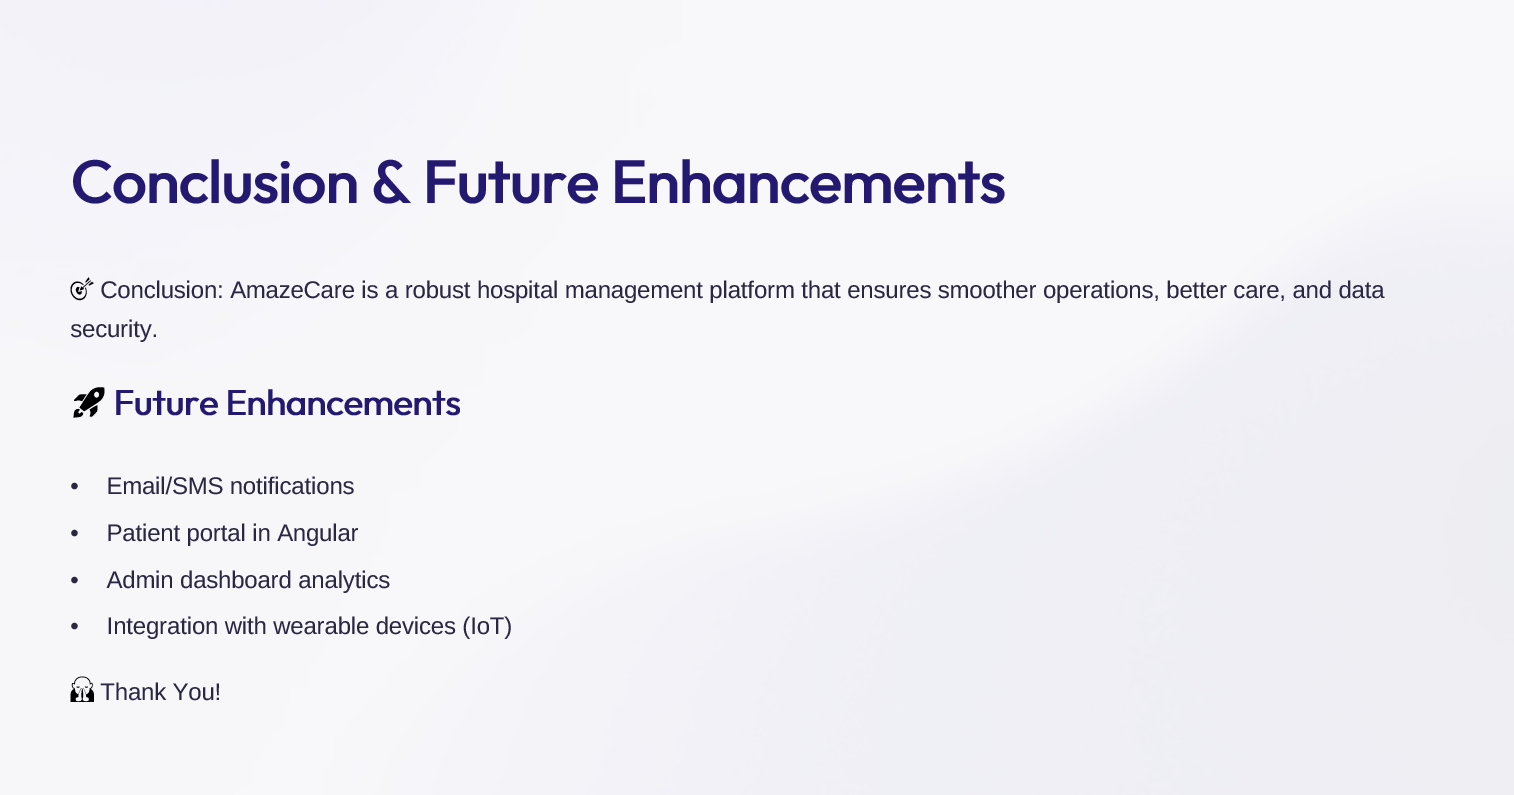 Conclusion & Future Enhancements
🎯 Conclusion: AmazeCare is a robust hospital management platform that ensures smoother operations, better care, and data
security.
🚀 Future Enhancements
• Email/SMS notifications
• Patient portal in Angular
• Admin dashboard analytics
• Integration with wearable devices (IoT)
🙏 Thank You!